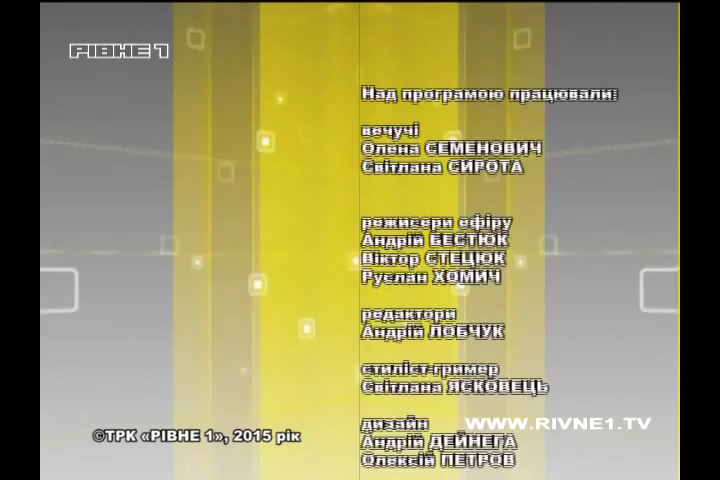 РІВНЕ 1
Над програмою працювали:
вечучі
Олена СЕМЕНОВИЧ
Світлана СИРОТА
режисери ефіру
Андрій БЕСТЮК
Віктор СТЕЦЮК
Руслан ХОМИЧ
редактори
Андрій ЛОБЧУК
стиліст-гример
Світлана ЯСКОВЕЦЬ
дизайн
Андрій ДЕЙНЕГА
Олексій ПЕТРОВ
WWW.RIVNE1.TV
©ТРК «РІВНЕ 1», 2015 рік